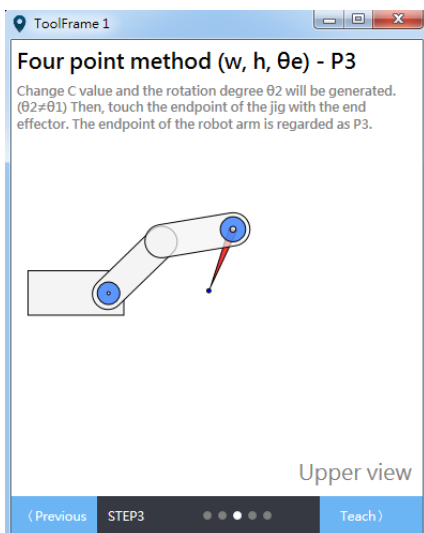 ToolFrame 1
Four point method (w, h, θe) - P3
Change C value and the rotation degree θ2 will be generated.
(θ2≠θ1) Then, touch the endpoint of the jig with the end
effector. The endpoint of the robot arm is regarded as P3.
Upper view
〈 Previous STEP3 Teach 〉